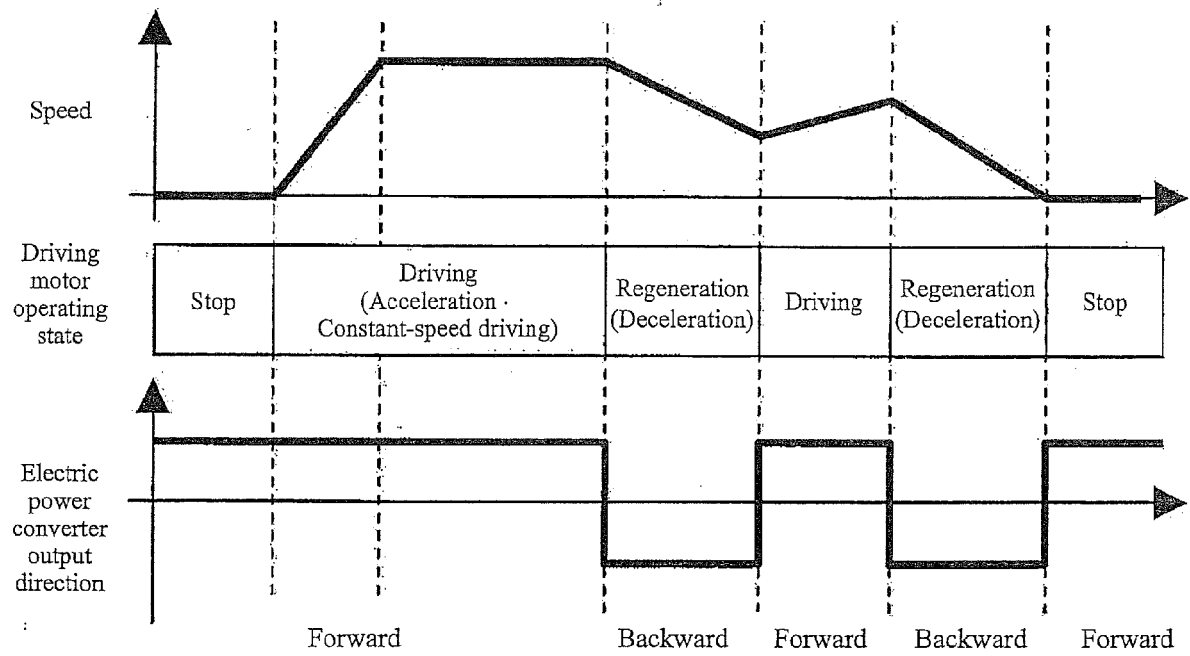 Speed
Driving
motor
operating
state
Stop
Driving
(Acceleration ·
Constant-speed driving)
Regeneration
(Deceleration)
Driving
Regeneration
(Deceleration)
Stop
Electric
power
converter
output
direction
Forward
Backward
Forward
Backward
Forward